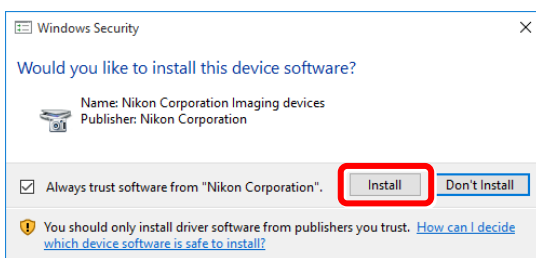 Windows Security
Would you like to install this device software?
Name: Nikon Corporation Imaging devices
Publisher: Nikon Corporation
Always trust software from "Nikon Corporation". Install Don't Install
You should only install driver software from publishers you trust. How can I decide
which device software is safe to install?